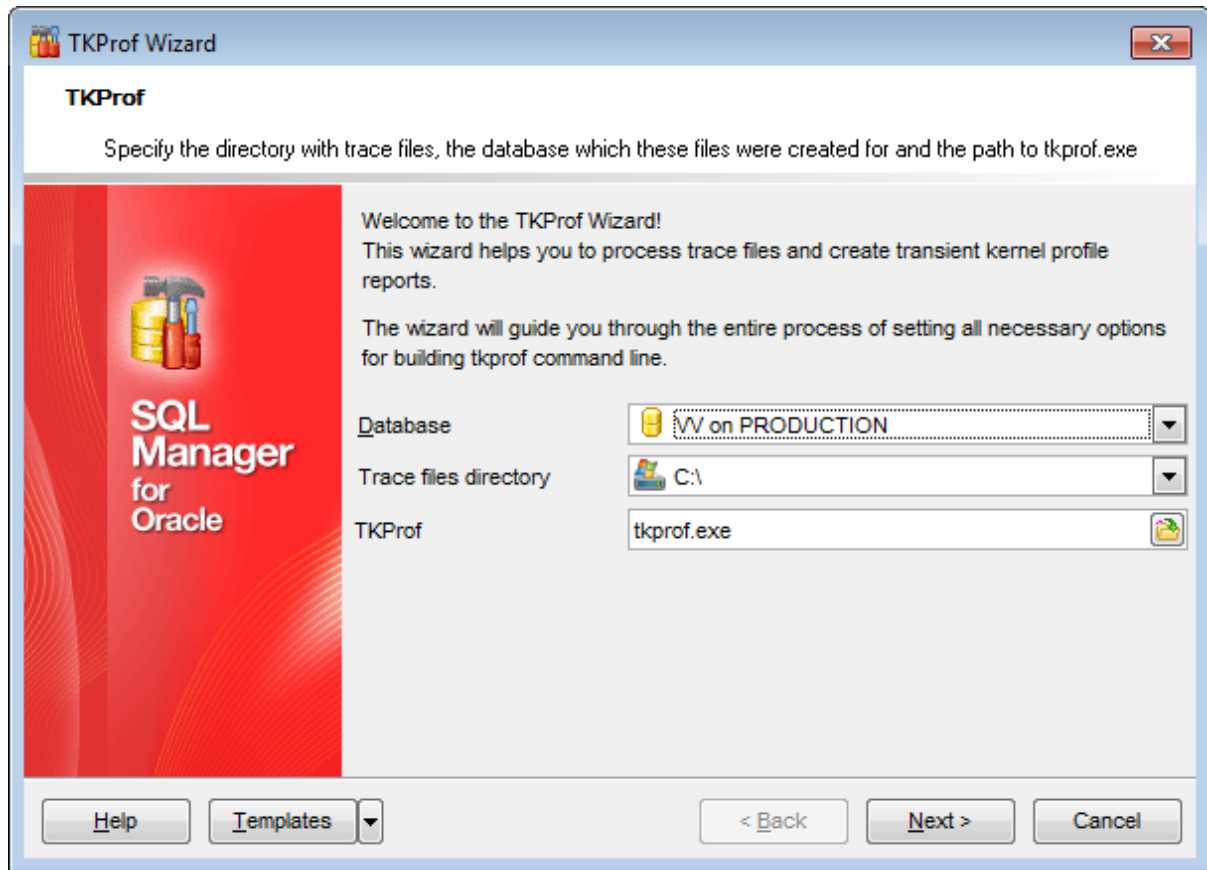 TKProf Wizard
TKProf
Specify the directory with trace files, the database which these files were created for and the path to tkprof.exe
Welcome to the TKProf Wizard!
This wizard helps you to process trace files and create transient kernel profile
reports.
The wizard will guide you through the entire process of setting all necessary options
for building tkprof command line.
SQL
Manager
for
Oracle
Database
VV on PRODUCTION
Trace files directory
C:\
TKProf
tkprof.exe
Help
Templates
< Back
Next >
Cancel